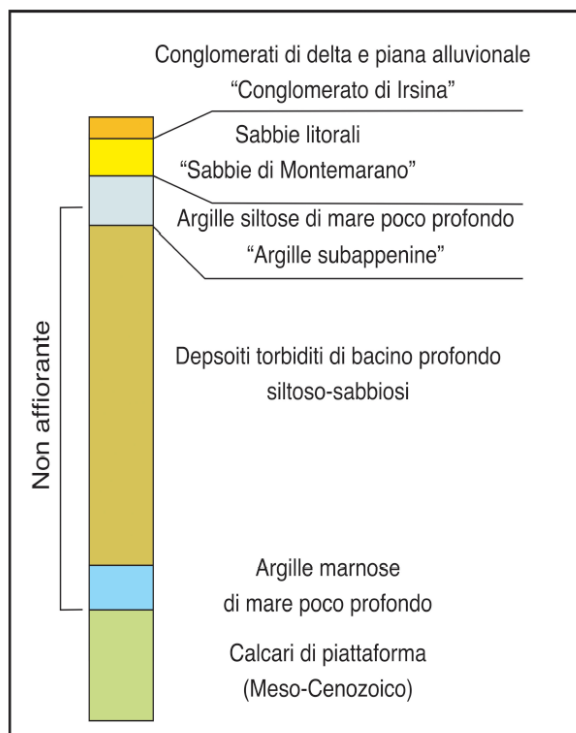 Conglomerati di delta e piana alluvionale
“Conglomerato di Irsina”
Sabbie litorali
“Sabbie di Montemarano”
Argille siltose di mare poco profondo
“Argille subappenine”
Depsoiti torbiditi di bacino profondo
siltoso-sabbiosi
Non affiorante
Argille marnose
di mare poco profondo
Calcari di piattaforma
(Meso-Cenozoico)